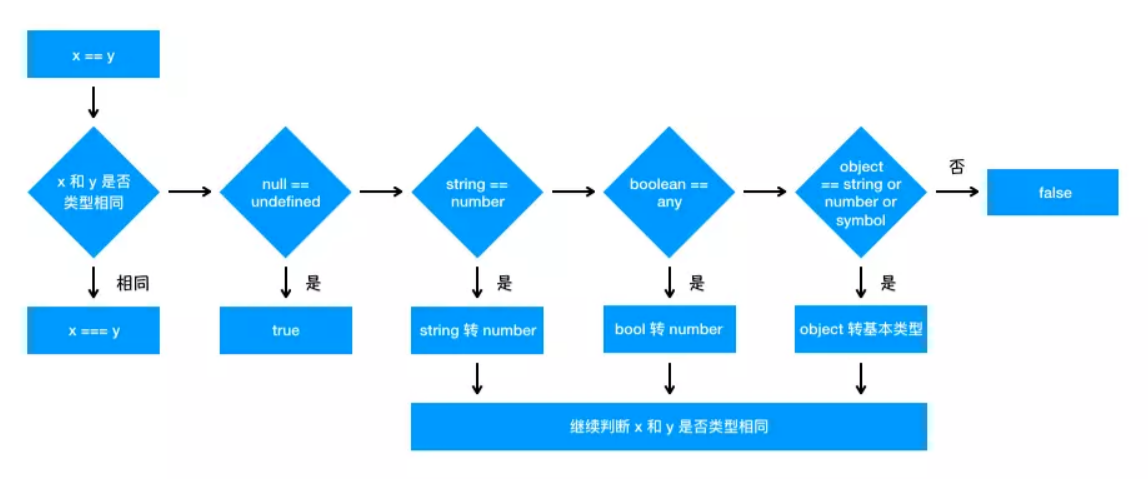 x == y
x 和 y 是否
类型相同
null ==
undefined
string ==
number
boolean ==
any
object
== string or
number or
symbol
否
false
相同
是
是
是
是
x === y
true
string 转 number
bool 转 number
object 转基本类型
继续判断 x 和 y 是否类型相同